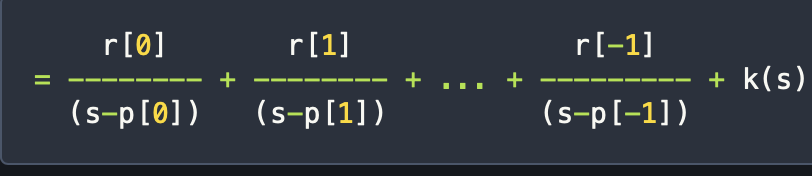 r[0]       r[1]             r[-1]
= -------- + -------- + ... + --------- + k(s)
  (s-p[0])   (s-p[1])         (s-p[-1])